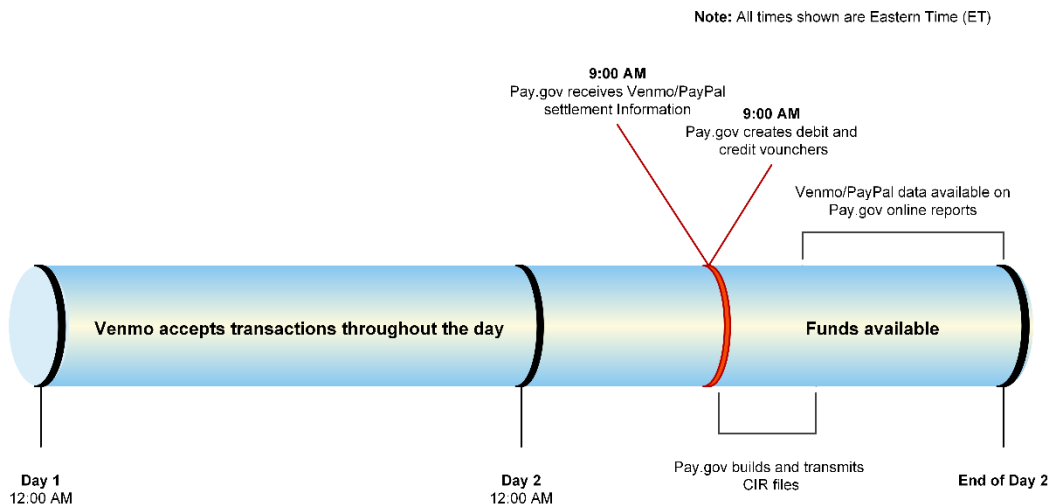 Note: All times shown are Eastern Time (ET)
9:00 AM
Pay.gov receives Venmo/PayPal
settlement Information
9:00 AM
Pay.gov creates debit and
credit vounchers
Venmo/PayPal data available on
Pay.gov online reports
Venmo accepts transactions throughout the day
Funds available
Pay.gov builds and transmits
CIR files
Day 1
12:00 AM
Day 2
12:00 AM
End of Day 2